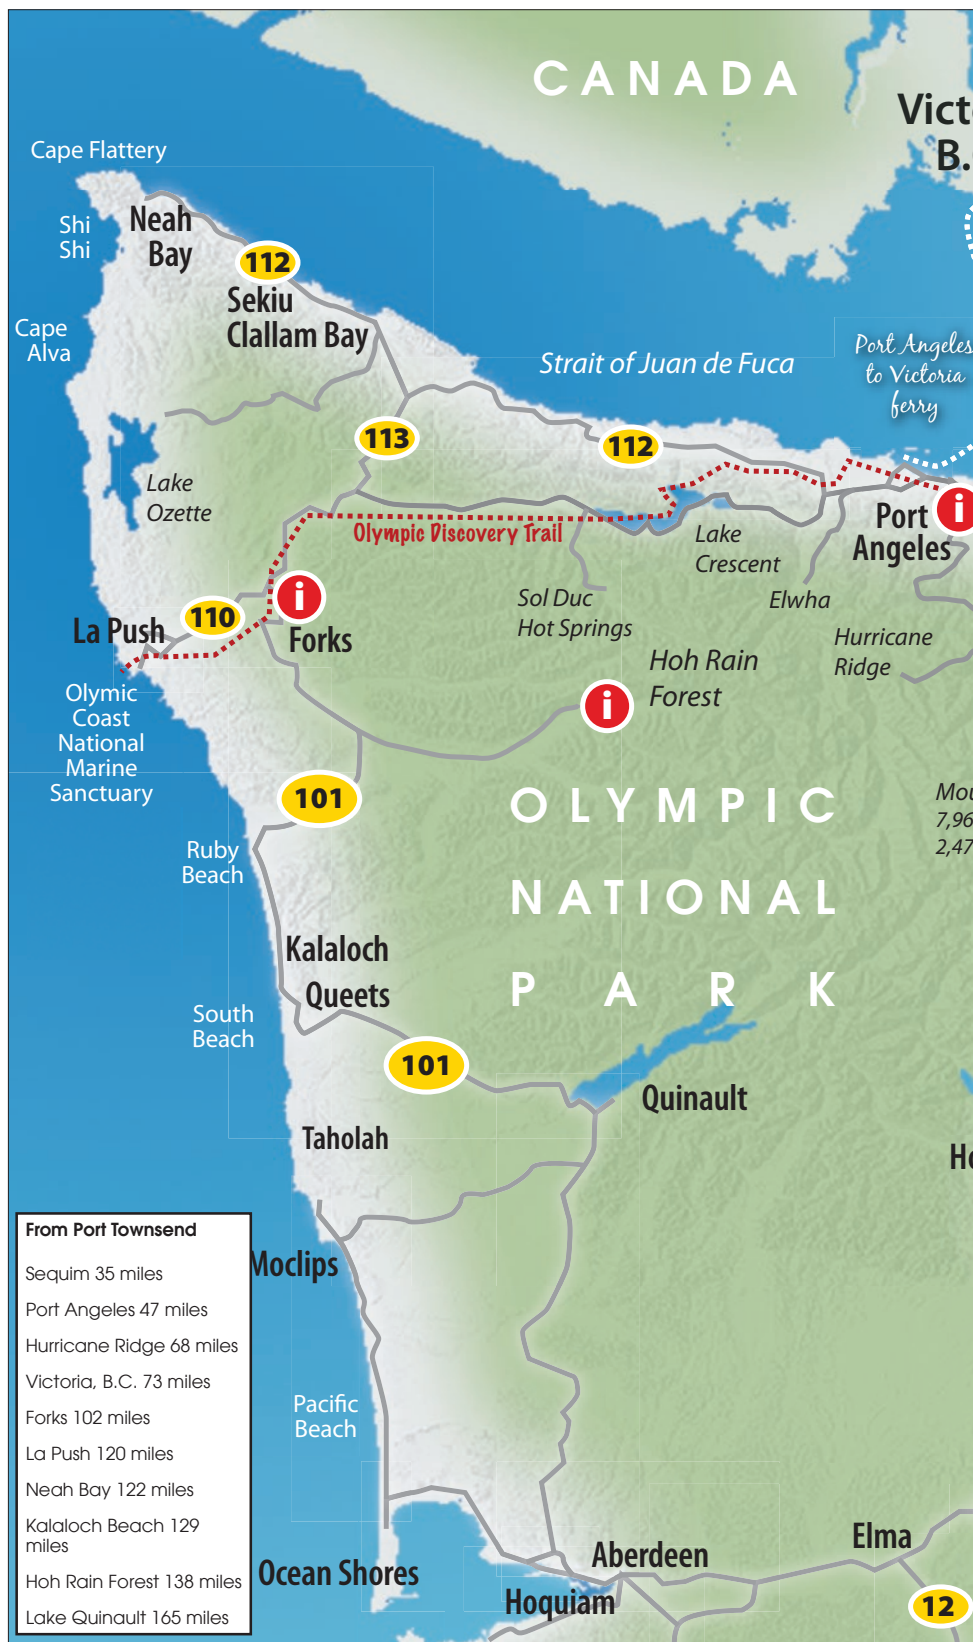 CANADA
Vict
B.
Cape Flattery
Shi
Shi
Neah
Bay
112
Sekiu
Clallam Bay
Cape
Alva
Strait of Juan de Fuca
Port Angeles
to Victoria
ferry
113
112
Lake
Ozette
Olympic Discovery Trail
i
Port
Angeles
Lake
Crescent
Sol Duc
Hot Springs
Elwha
Hurricane
Ridge
i
110
La Push
Forks
Hoh Rain
Forest
i
Olymic
Coast
National
Marine
Sanctuary
101
OLYMPIC
NATIONAL
PARK
Mou
7,96
2,47
Ruby
Beach
Kalaloch
Queets
South
Beach
101
Quinault
Taholah
Ho
Moclips
From Port Townsend
Sequim 35 miles
Port Angeles 47 miles
Hurricane Ridge 68 miles
Victoria, B.C. 73 miles
Forks 102 miles
La Push 120 miles
Neah Bay 122 miles
Kalaloch Beach 129
miles
Hoh Rain Forest 138 miles
Lake Quinault 165 miles
Pacific
Beach
Ocean Shores
Aberdeen
Hoquiam
Elma
12